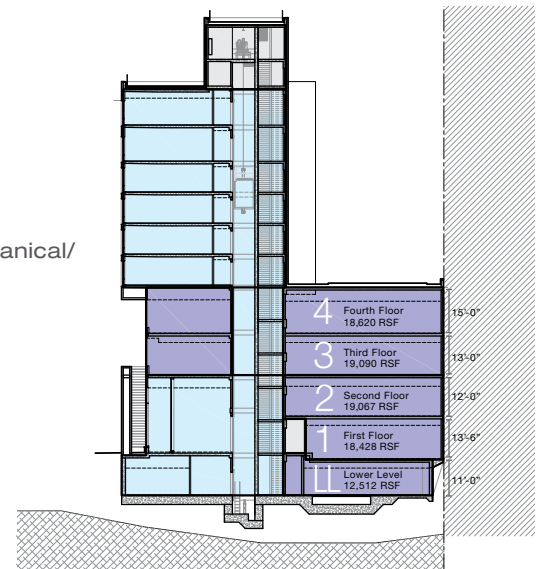 anical/
4 Fourth Floor
18,620 RSF
15'-0"
3 Third Floor
19,090 RSF
13'-0"
2 Second Floor
19,067 RSF
12'-0"
1 First Floor
18,428 RSF
13'-6"
LL Lower Level
12,512 RSF
11'-0"